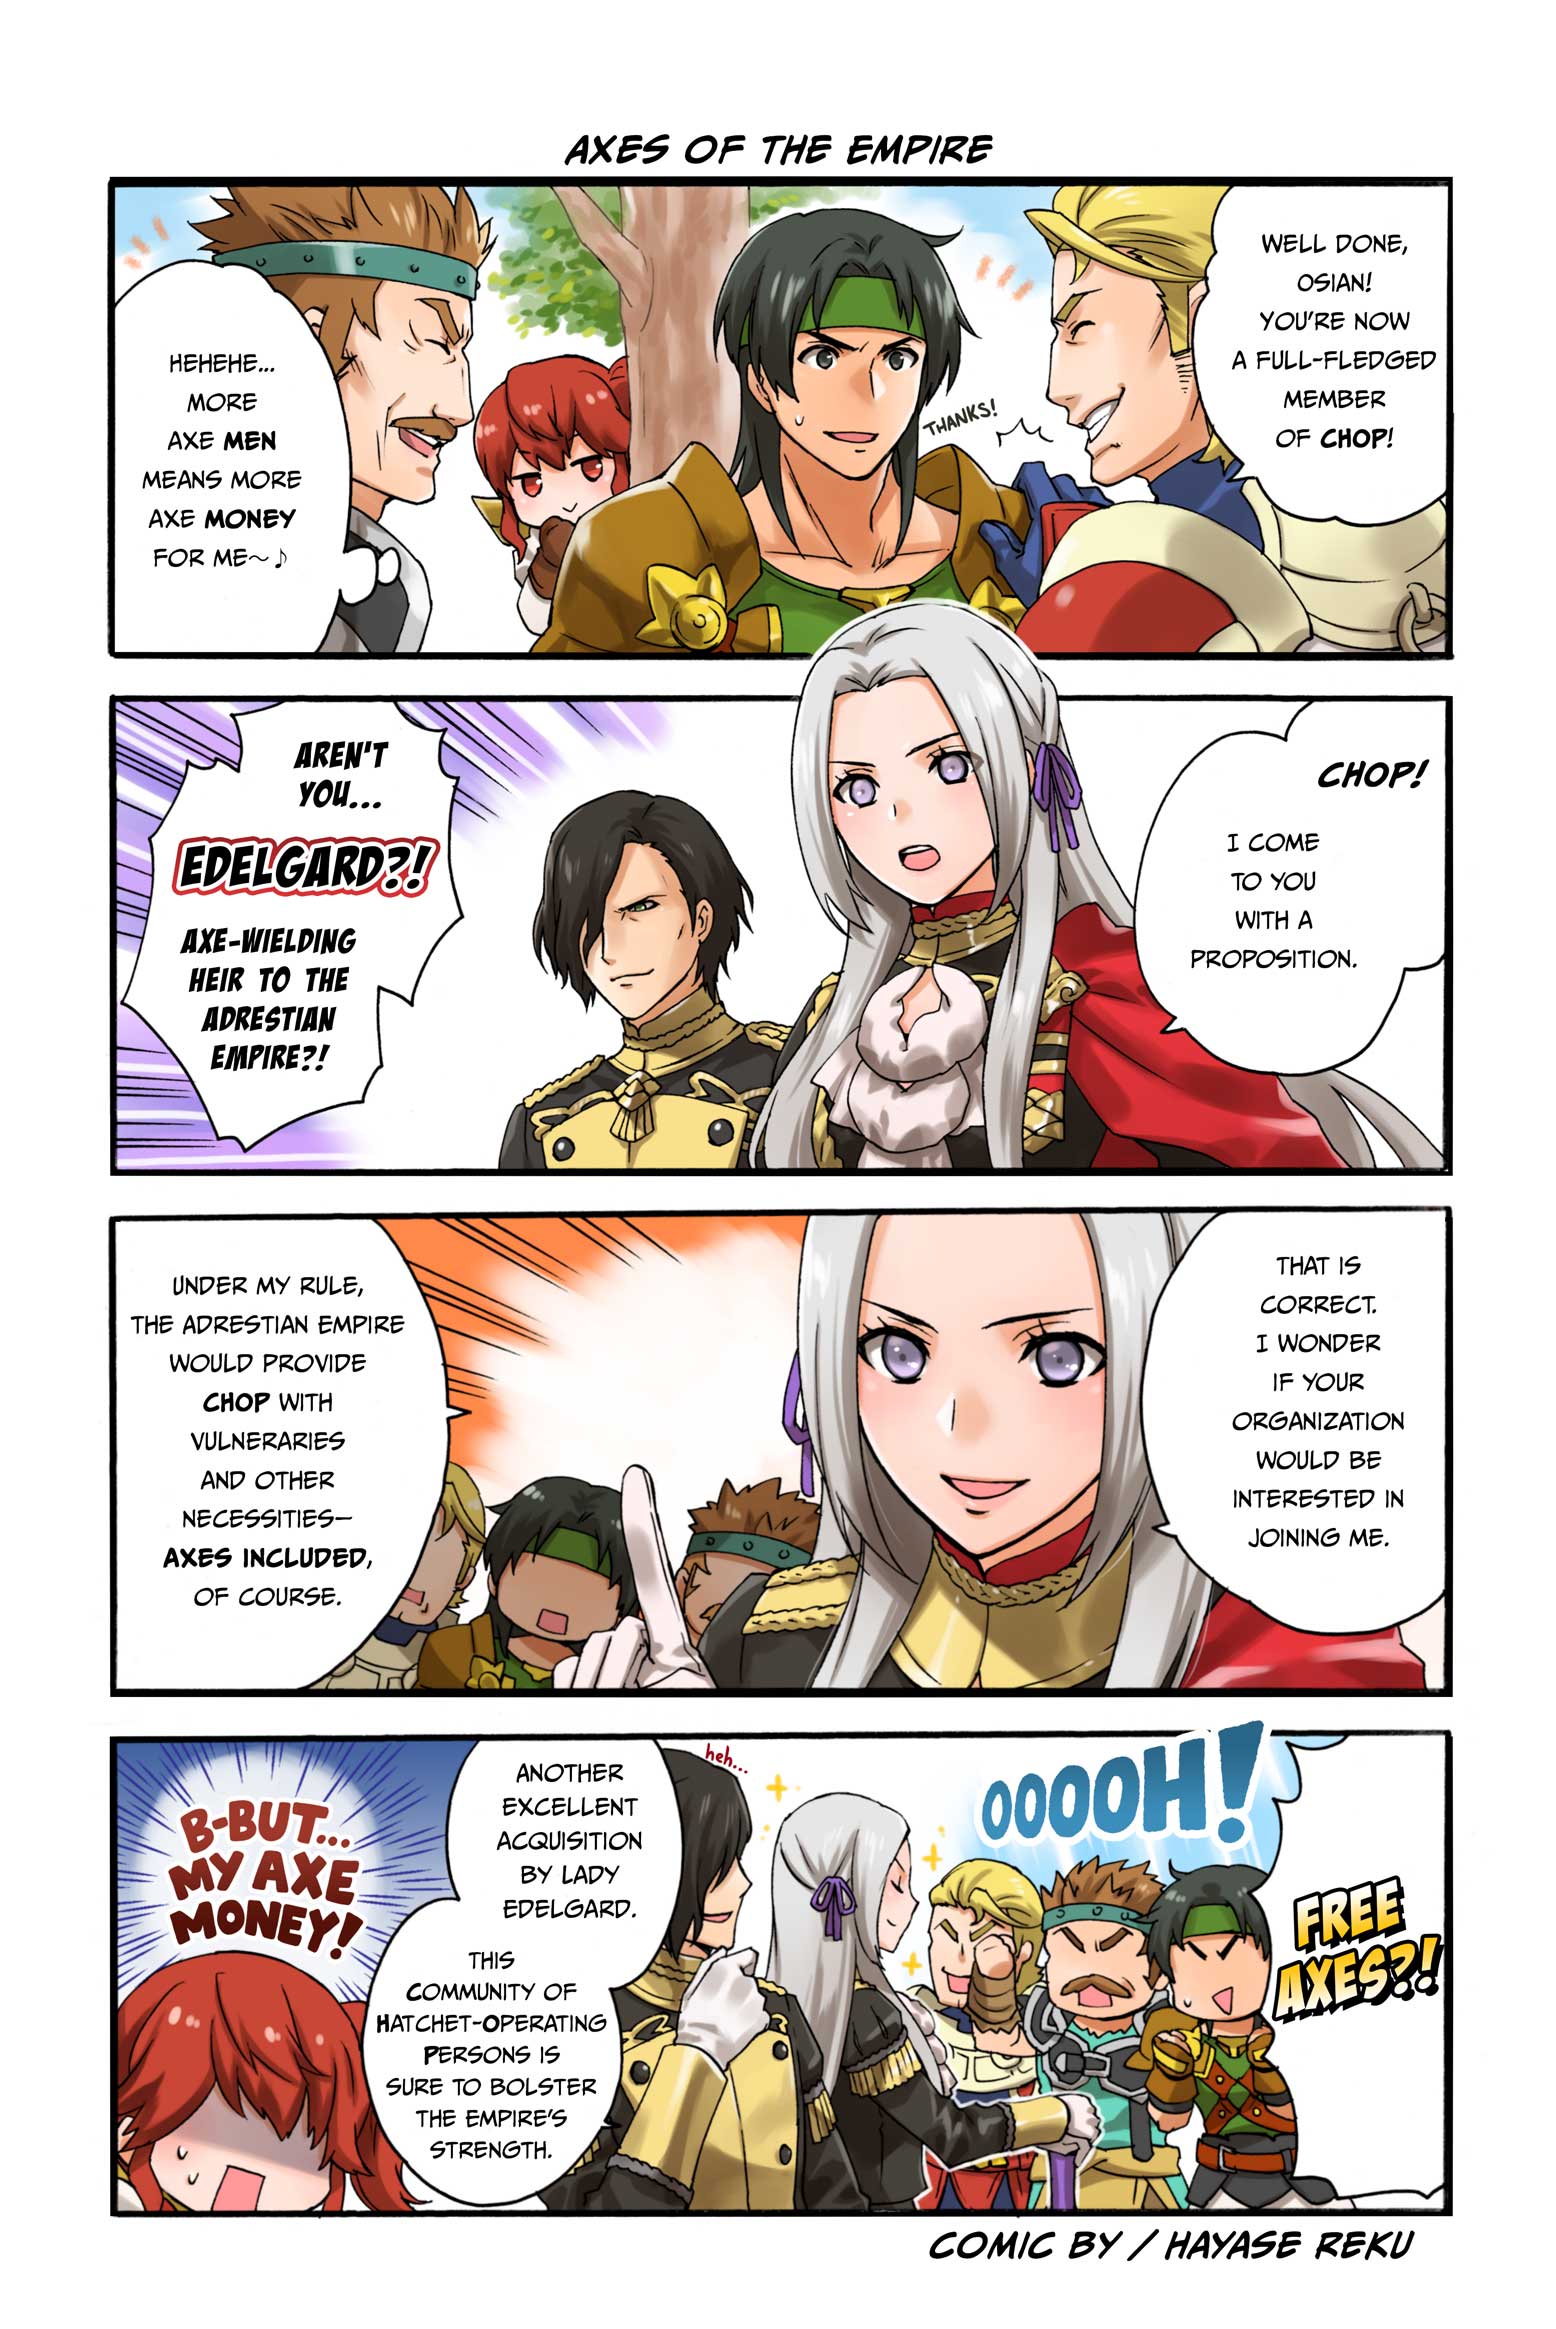 AXES OF THE EMPIRE
WELL DONE,
OSIAN!
YOU'RE NOW
A FULL-FLEDGED
MEMBER
OF CHOP!
THANKS!
HEHEHE...
MORE
AXE MEN
MEANS MORE
AXE MONEY
FOR ME~♪
CHOP!
I COME
TO YOU
WITH A
PROPOSITION.
AREN'T
YOU...
EDELGARD?!
AXE-WIELDING
HEIR TO THE
ADRESTIAN
EMPIRE?!
THAT IS
CORRECT.
I WONDER
IF YOUR
ORGANIZATION
WOULD BE
INTERESTED IN
JOINING ME.
UNDER MY RULE,
THE ADRESTIAN EMPIRE
WOULD PROVIDE
CHOP WITH
VULNERARIES
AND OTHER
NECESSITIES—
AXES INCLUDED,
OF COURSE.
OOOOH!
FREE
AXES?!
heh...
ANOTHER
EXCELLENT
ACQUISITION
BY LADY
EDELGARD.
THIS
COMMUNITY OF
HATCHET-OPERATING
PERSONS IS
SURE TO BOLSTER
THE EMPIRE'S
STRENGTH.
B-BUT...
MY AXE
MONEY!
COMIC BY / HAYASE REKU